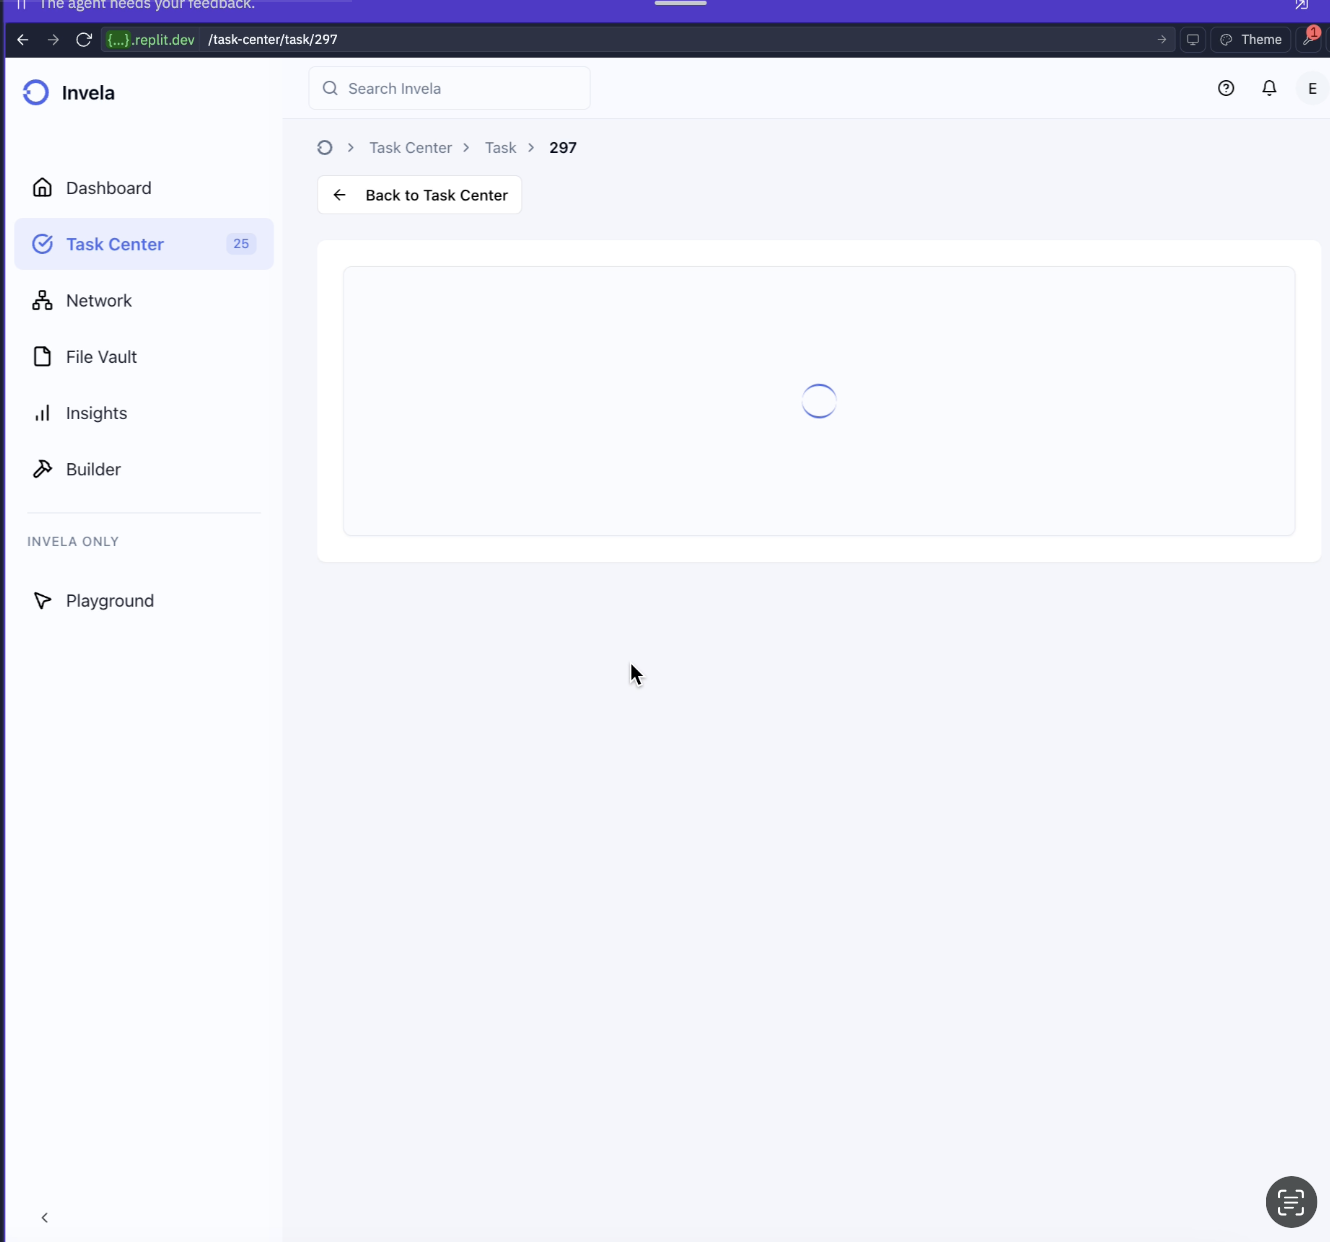 The agent needs your feedback.
{...}.replit.dev /task-center/task/297
Theme
1
Invela
Search Invela
E
Task Center
Task
297
Back to Task Center
Dashboard
Task Center 25
Network
File Vault
Insights
Builder
INVELA ONLY
Playground